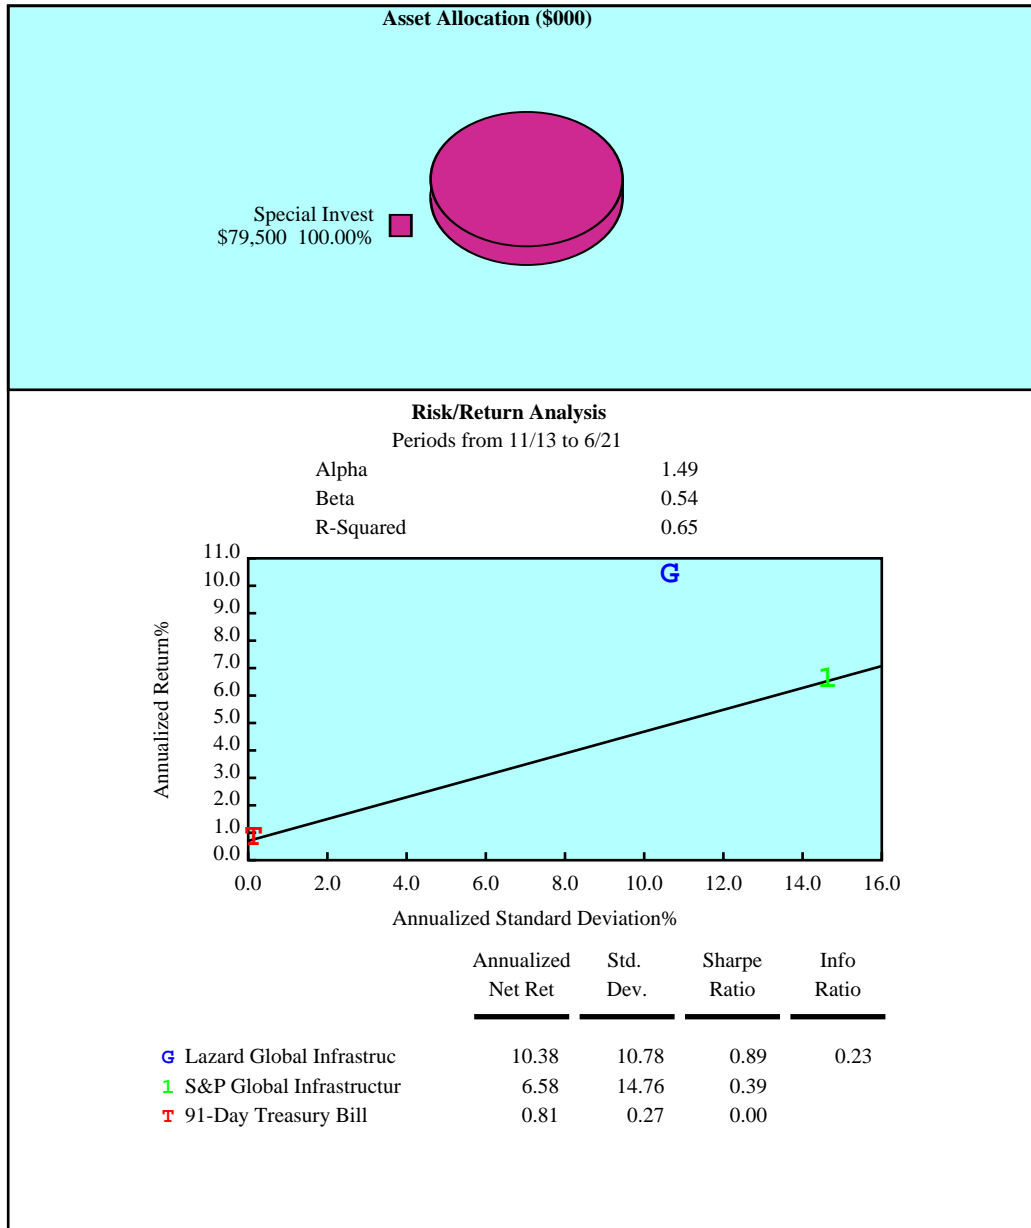 Asset Allocation ($000)
Special Invest
$79,500 100.00%
Risk/Return Analysis
Periods from 11/13 to 6/21
Alpha 1.49
Beta 0.54
R-Squared 0.65
11.0
10.0
9.0
8.0
7.0
6.0
5.0
4.0
3.0
2.0
1.0
0.0
Annualized Return%
G
1
T
0.0 2.0 4.0 6.0 8.0 10.0 12.0 14.0 16.0
Annualized Standard Deviation%
Annualized Std. Sharpe Info
Net Ret Dev. Ratio Ratio
G Lazard Global Infrastruc 10.38 10.78 0.89 0.23
1 S&P Global Infrastructur 6.58 14.76 0.39
T 91-Day Treasury Bill 0.81 0.27 0.00